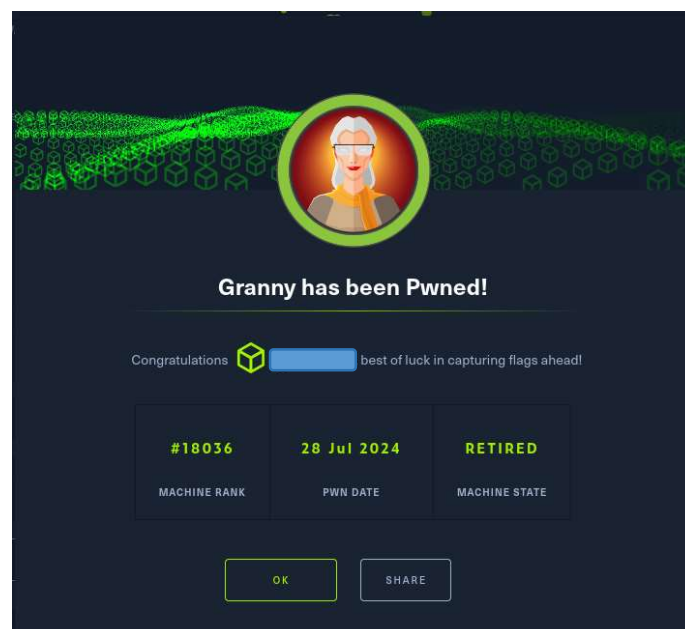 Granny has been Pwned!
Congratulations best of luck in capturing flags ahead!
#18036 28 Jul 2024 RETIRED
MACHINE RANK PWN DATE MACHINE STATE
OK SHARE